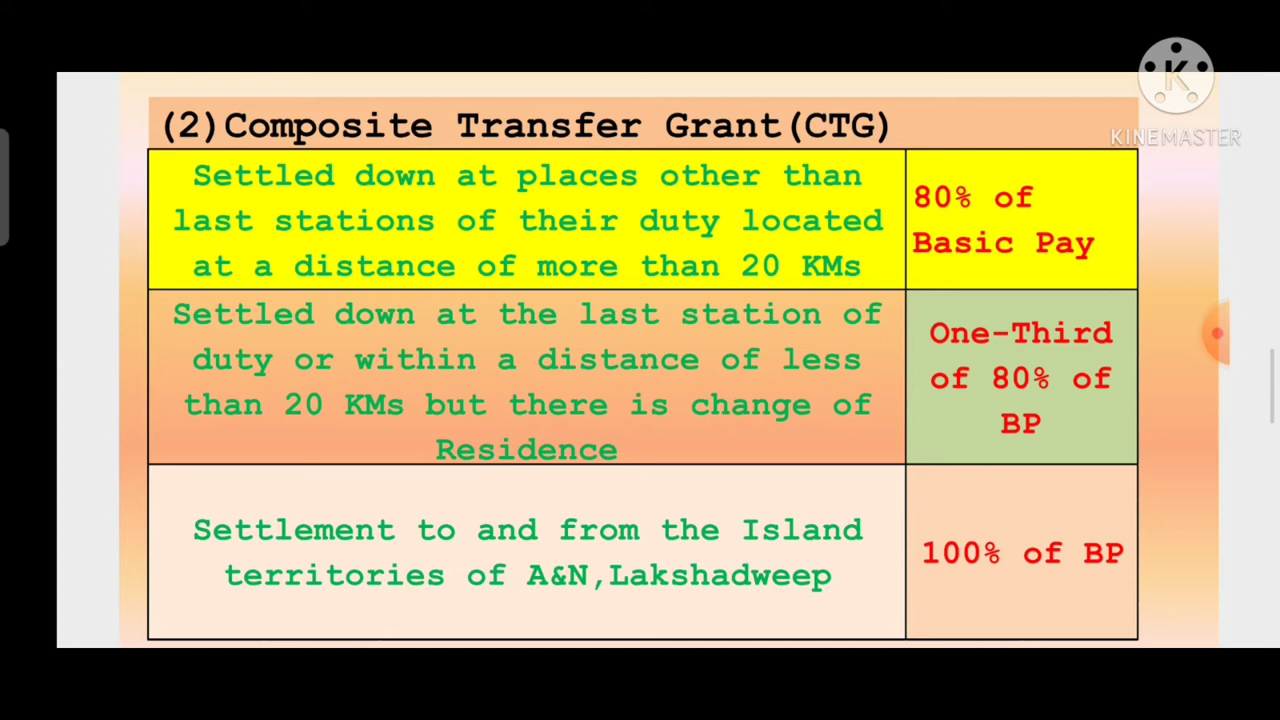 KINEMASTER
(2)Composite Transfer Grant(CTG)
Settled down at places other than
last stations of their duty located
at a distance of more than 20 KMs
80% of
Basic Pay
Settled down at the last station of
duty or within a distance of less
than 20 KMs but there is change of
Residence
One-Third
of 80% of
BP
Settlement to and from the Island
territories of A&N,Lakshadweep
100% of BP